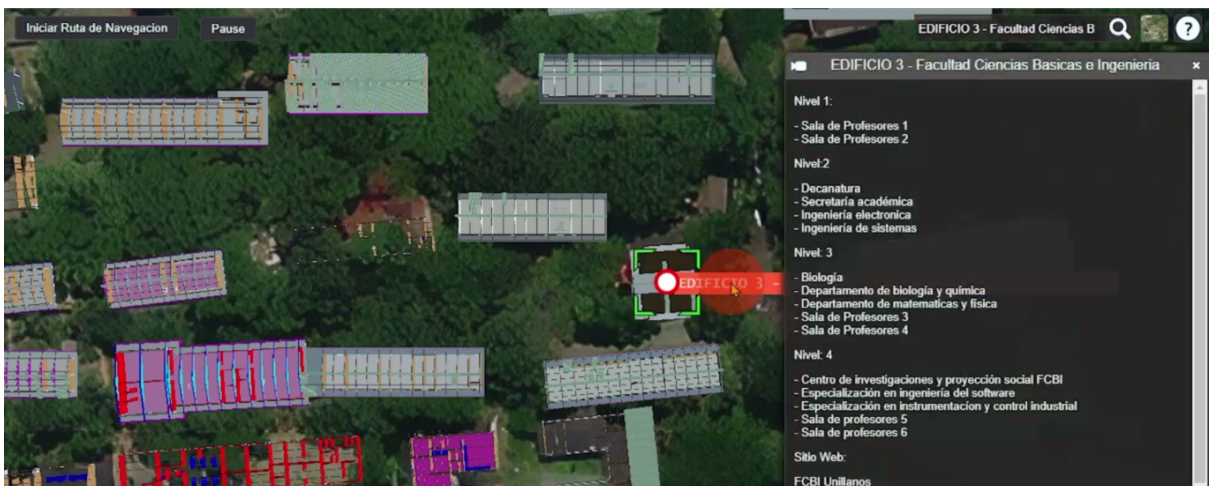 Iniciar Ruta de Navegacion
Pause
EDIFICIO 3 - Facultad Ciencias B
?
EDIFICIO 3 - Facultad Ciencias Basicas e Ingenieria
×
Nivel 1:
- Sala de Profesores 1
- Sala de Profesores 2
Nivel:2
- Decanatura
- Secretaría académica
- Ingeniería electronica
- Ingeniería de sistemas
Nivel: 3
- Biología
- Departamento de biología y química
- Departamento de matematicas y física
- Sala de Profesores 3
- Sala de Profesores 4
Nivel: 4
- Centro de investigaciones y proyección social FCBI
- Especialización en ingeniería del software
- Especialización en instrumentacion y control industrial
- Sala de profesores 5
- Sala de profesores 6
Sitio Web:
FCBI Unillanos
EDIFICIO 3 -